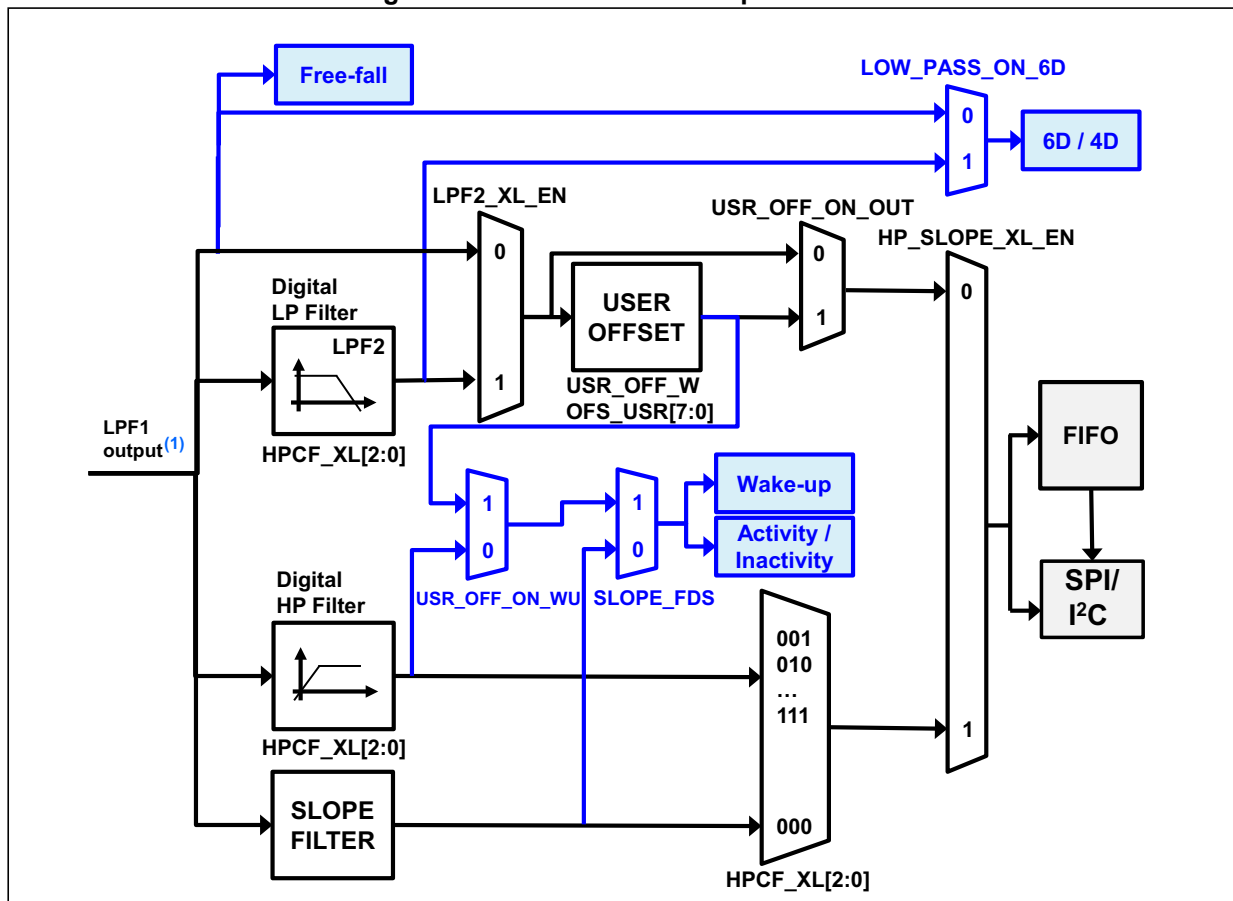 Free-fall
LOW_PASS_ON_6D
0
1
6D / 4D
LPF2_XL_EN
0
1
USR_OFF_ON_OUT
0
1
HP_SLOPE_XL_EN
0
1
Digital
LP Filter
LPF2
HPCF_XL[2:0]
USER
OFFSET
USR_OFF_W
OFS_USR[7:0]
LPF1
output(1)
FIFO
SPI/
I²C
1
0
USR_OFF_ON_WU
1
0
SLOPE_FDS
Wake-up
Activity /
Inactivity
Digital
HP Filter
HPCF_XL[2:0]
001
010
...
111
000
HPCF_XL[2:0]
SLOPE
FILTER